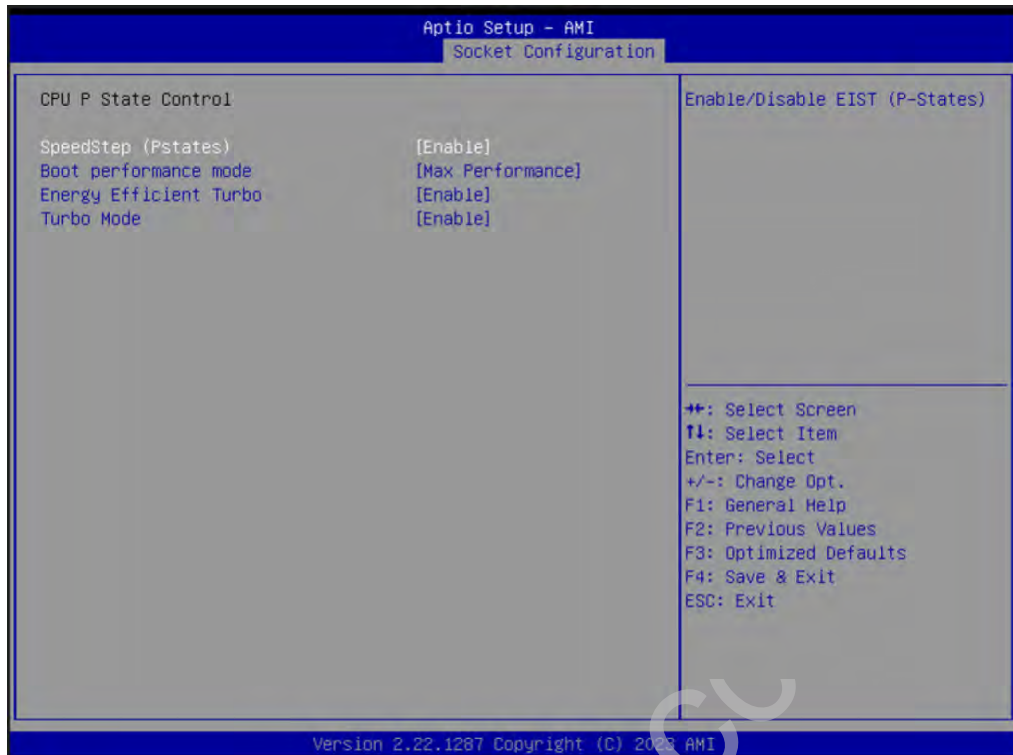 Aptio Setup – AMI
Socket Configuration
CPU P State Control
SpeedStep (Pstates) [Enable]
Boot performance mode [Max Performance]
Energy Efficient Turbo [Enable]
Turbo Mode [Enable]
Enable/Disable EIST (P-States)
→←: Select Screen
↑↓: Select Item
Enter: Select
+/-: Change Opt.
F1: General Help
F2: Previous Values
F3: Optimized Defaults
F4: Save & Exit
ESC: Exit
Version 2.22.1287 Copyright (C) 2023 AMI